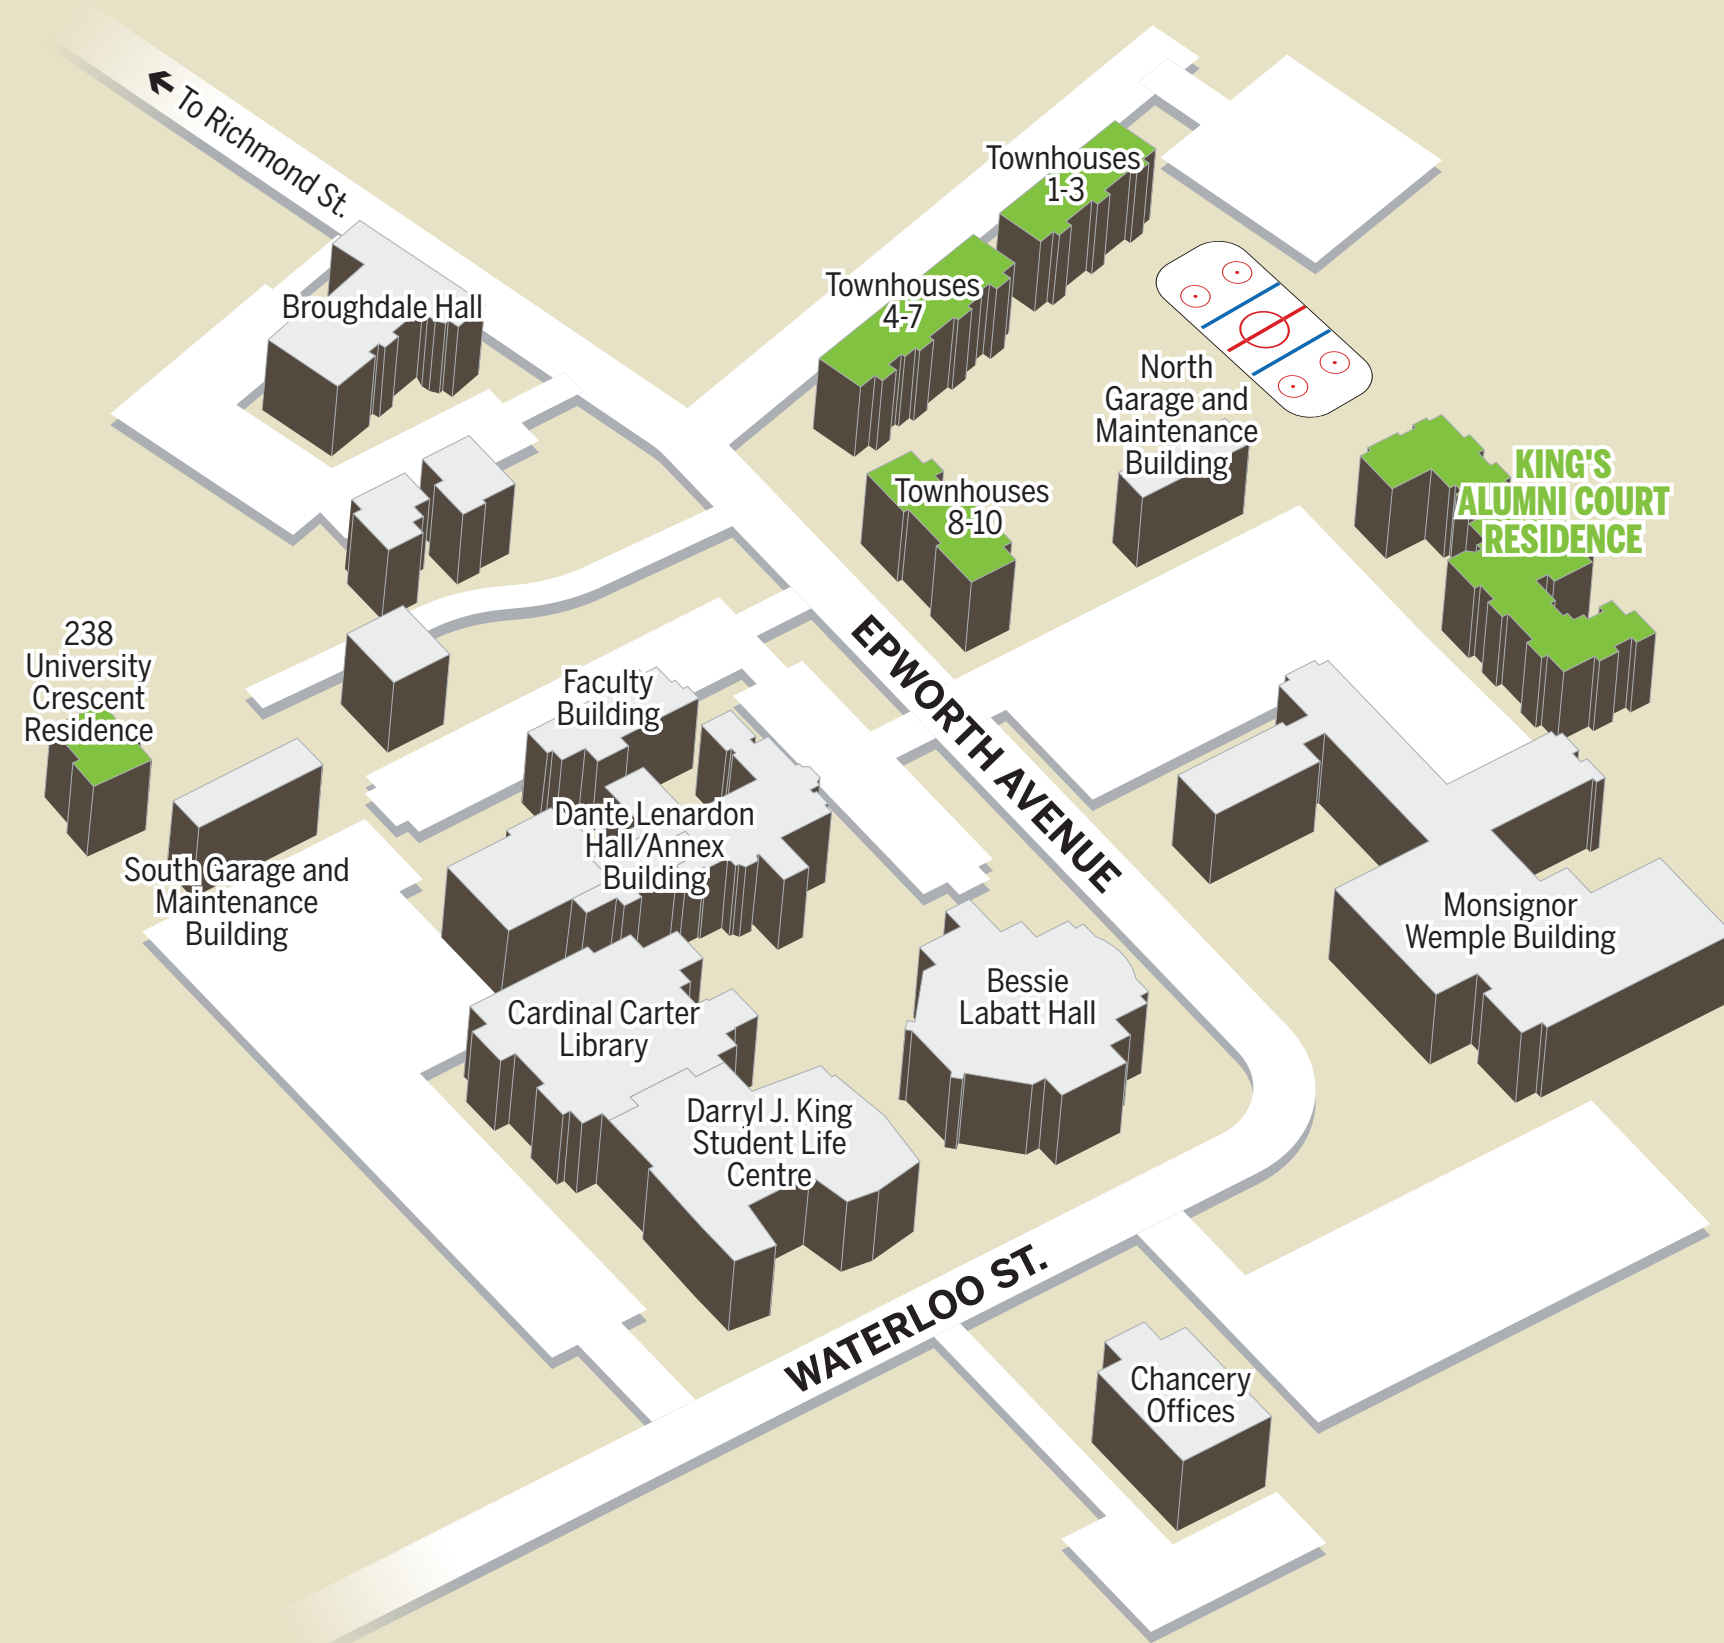 To Richmond St.
Townhouses
1-3
Townhouses
4-7
Broughdale Hall
North
Garage and
Maintenance
Building
KING'S
ALUMNI COURT
RESIDENCE
Townhouses
8-10
238
University
Crescent
Residence
Faculty
Building
EPWORTH AVENUE
Dante Lenardon
Hall/Annex
Building
South Garage and
Maintenance
Building
Monsignor
Wemple Building
Bessie
Labatt Hall
Cardinal Carter
Library
Darryl J. King
Student Life
Centre
WATERLOO ST.
Chancery
Offices